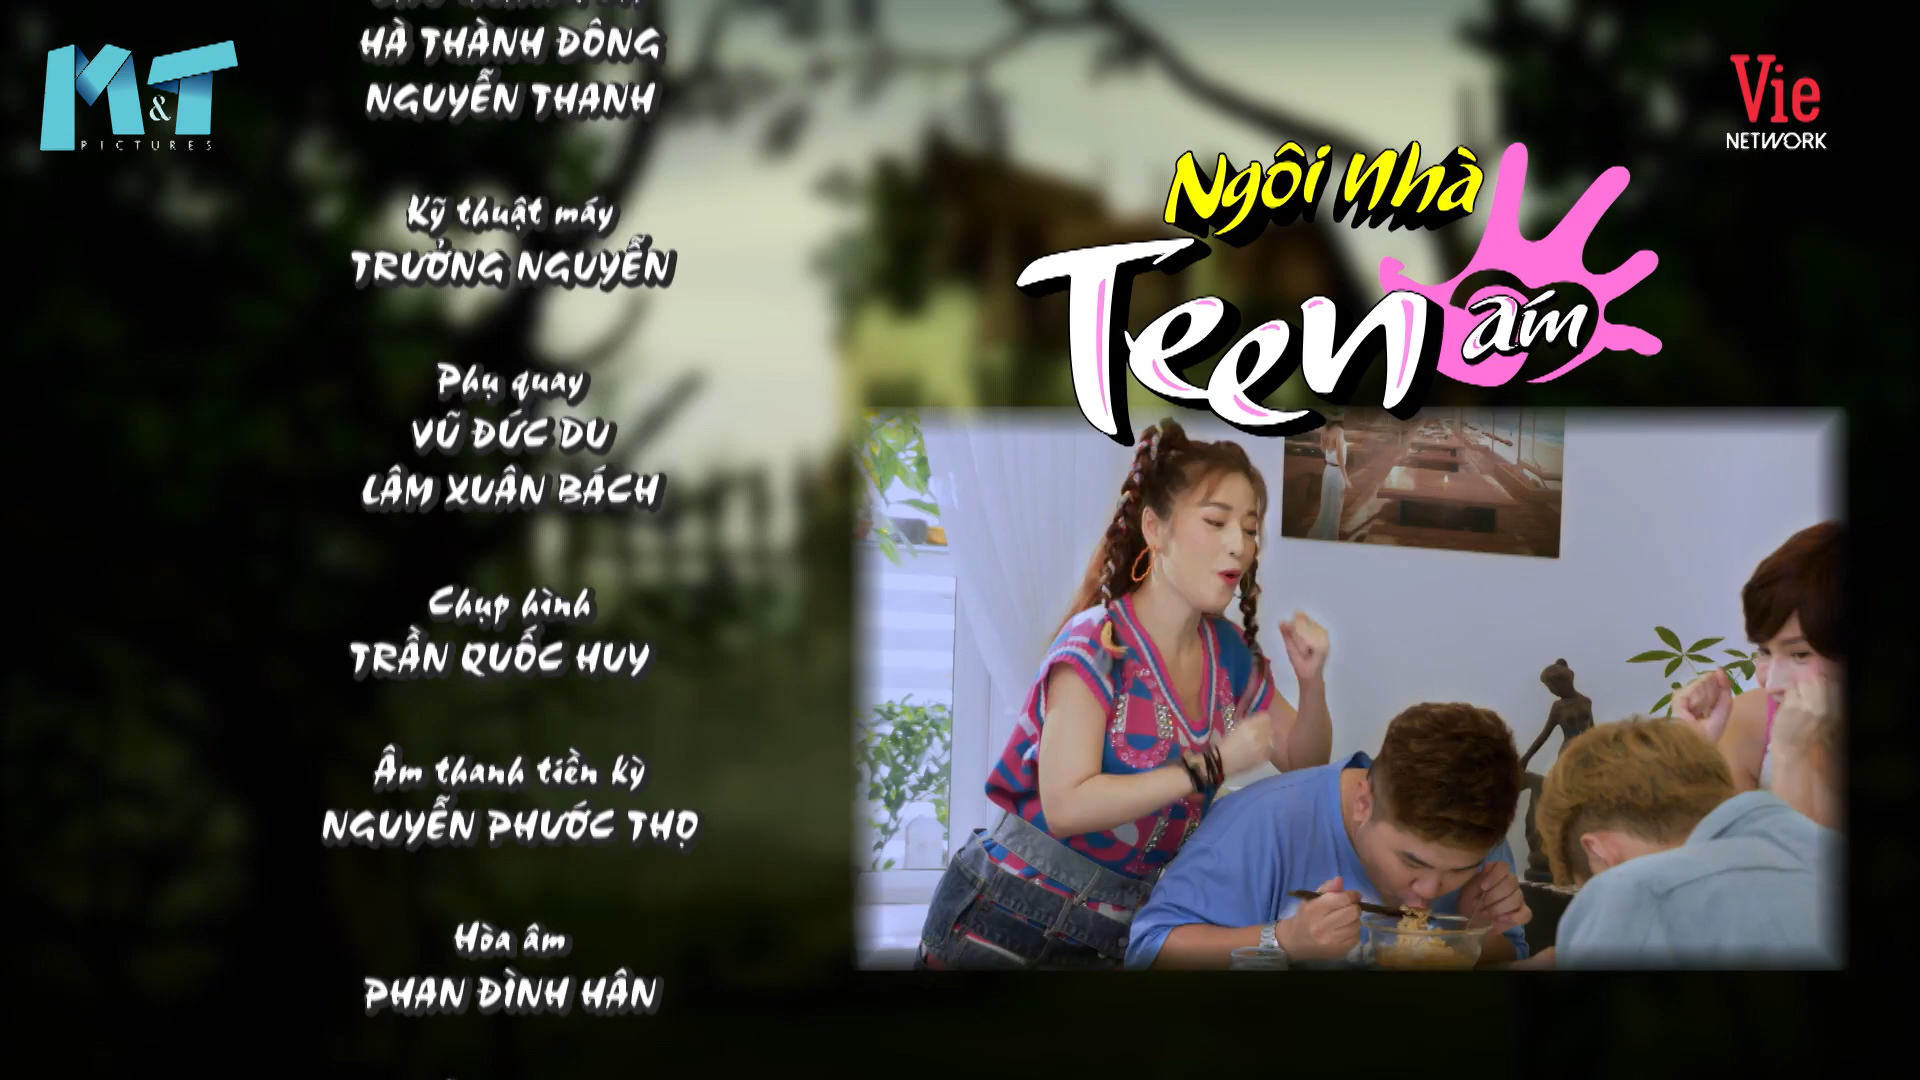 M&T
PICTURES
HÀ THÀNH ĐÔNG
NGUYỄN THANH
Kỹ thuật máy
TRƯỞNG NGUYỄN
Phụ quay
VŨ ĐỨC DU
LÂM XUÂN BÁCH
Chụp hình
TRẦN QUỐC HUY
Âm thanh tiền kỳ
NGUYỄN PHƯỚC THỌ
Hòa âm
PHAN ĐÌNH HÂN
Vie
NETWORK
Ngôi nhà
Teen ấm